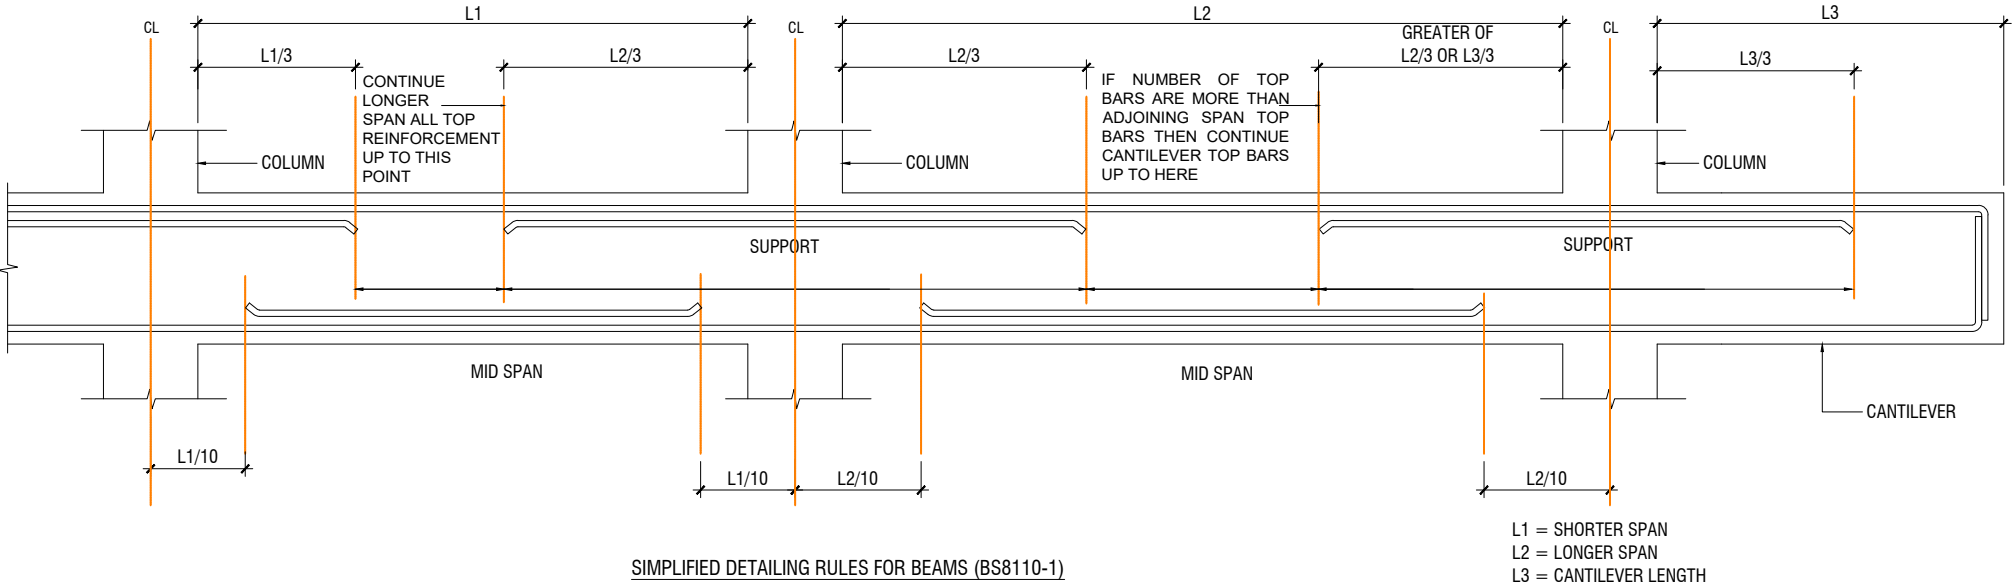 L1
L2
L3
CL
CL
CL
GREATER OF
L2/3 OR L3/3
L1/3
L2/3
L2/3
L3/3
CONTINUE
LONGER
SPAN ALL TOP
REINFORCEMENT
UP TO THIS
POINT
IF NUMBER OF TOP
BARS ARE MORE THAN
ADJOINING SPAN TOP
BARS THEN CONTINUE
CANTILEVER TOP BARS
UP TO HERE
COLUMN
COLUMN
COLUMN
SUPPORT
SUPPORT
MID SPAN
MID SPAN
CANTILEVER
L1/10
L1/10
L2/10
L2/10
SIMPLIFIED DETAILING RULES FOR BEAMS (BS8110-1)
L1 = SHORTER SPAN
L2 = LONGER SPAN
L3 = CANTILEVER LENGTH